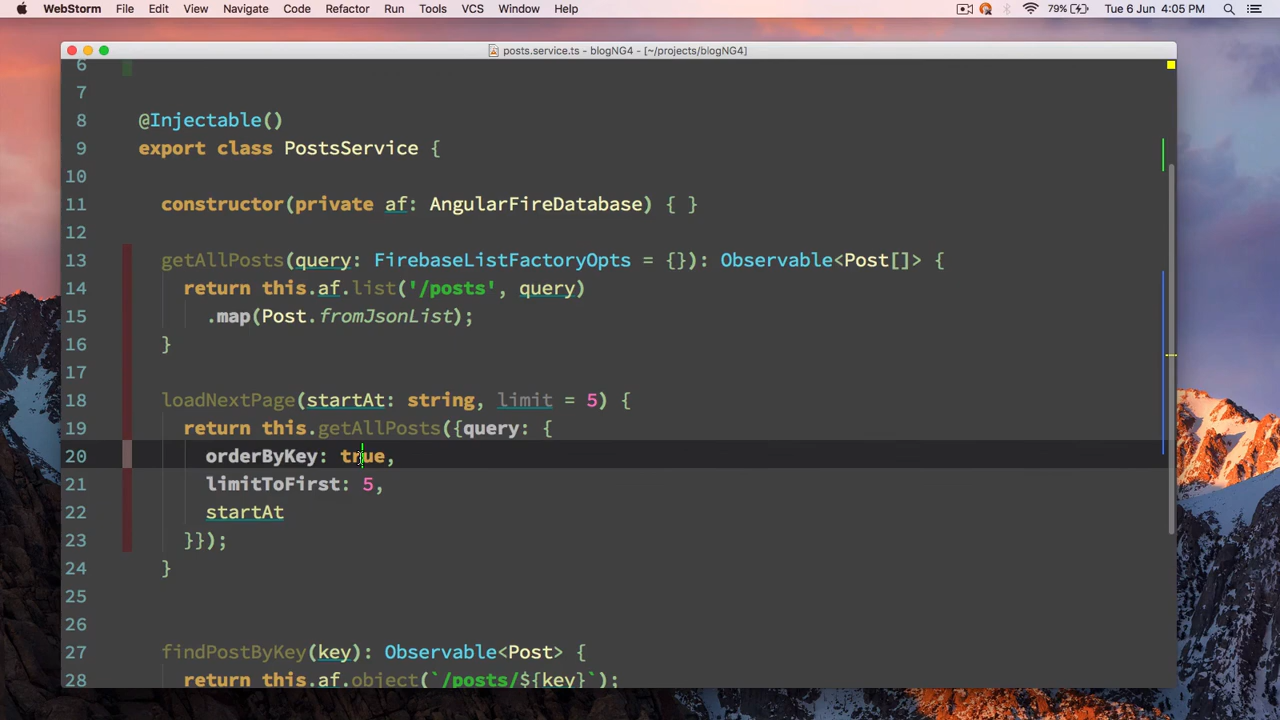 WebStorm File Edit View Navigate Code Refactor Run Tools VCS Window Help 79% Tue 6 Jun 4:05 PM
posts.service.ts - blogNG4 - [~/projects/blogNG4]
6
7
8 @Injectable()
9 export class PostsService {
10
11 constructor(private af: AngularFireDatabase) { }
12
13 getAllPosts(query: FirebaseListFactoryOpts = {}): Observable<Post[]> {
14 return this.af.list('/posts', query)
15 .map(Post.fromJsonList);
16 }
17
18 loadNextPage(startAt: string, limit = 5) {
19 return this.getAllPosts({query: {
20 orderByKey: true,
21 limitToFirst: 5,
22 startAt
23 }});
24 }
25
26
27 findPostByKey(key): Observable<Post> {
28 return this.af.object(`/posts/${key}`);